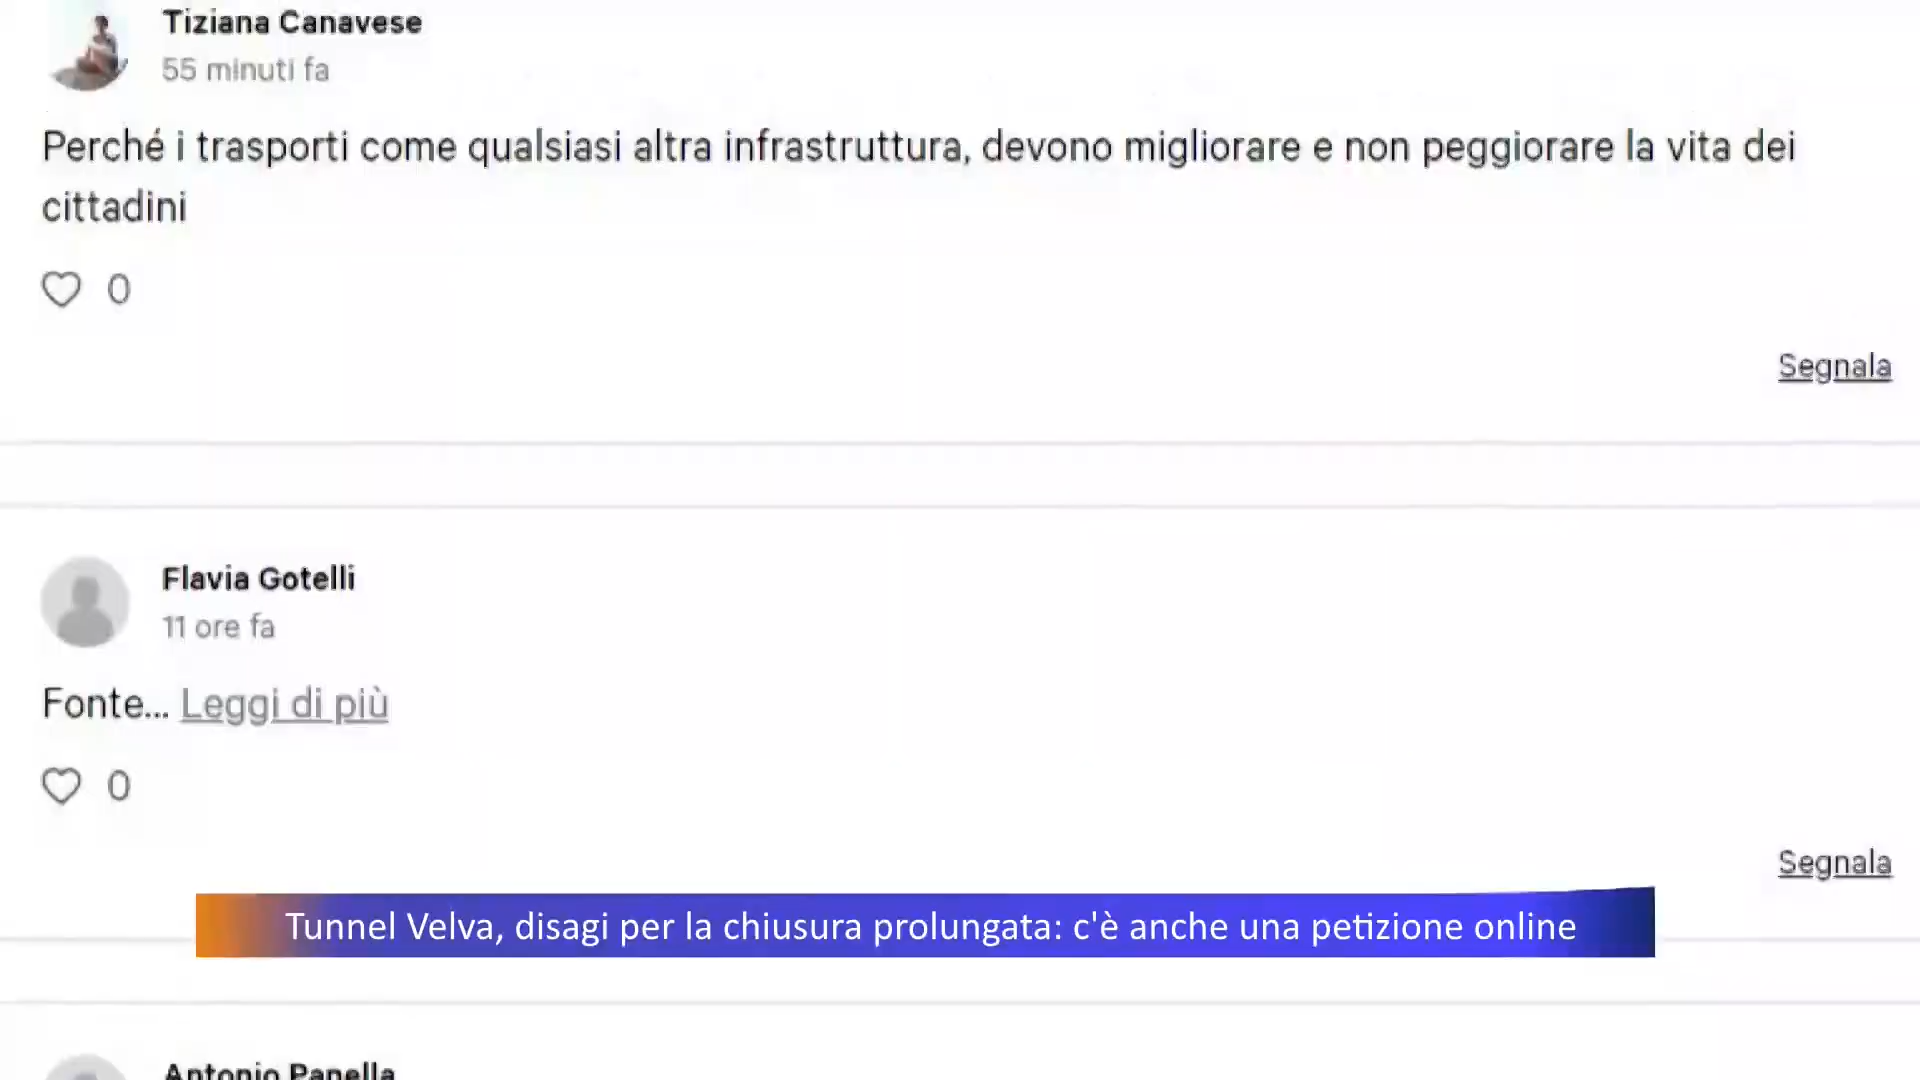 Tiziana Canavese
55 minuti fa
Perché i trasporti come qualsiasi altra infrastruttura, devono migliorare e non peggiorare la vita dei
cittadini
0
Segnala
Flavia Gotelli
11 ore fa
Fonte... Leggi di più
0
Segnala
Tunnel Velva, disagi per la chiusura prolungata: c'è anche una petizione online
Antonio Panella